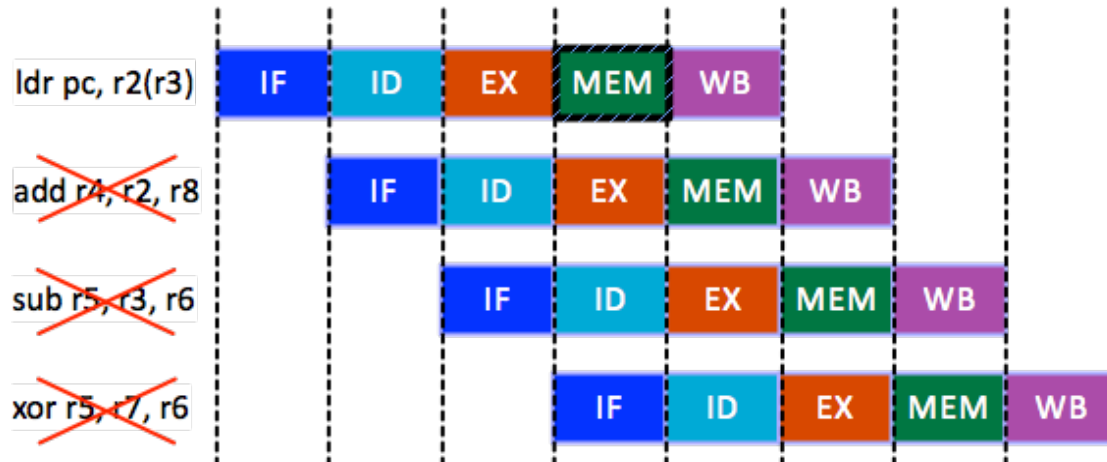 ldr pc, r2(r3) IF ID EX MEM WB
add r4, r2, r8 IF ID EX MEM WB
sub r5, r3, r6 IF ID EX MEM WB
xor r5, r7, r6 IF ID EX MEM WB